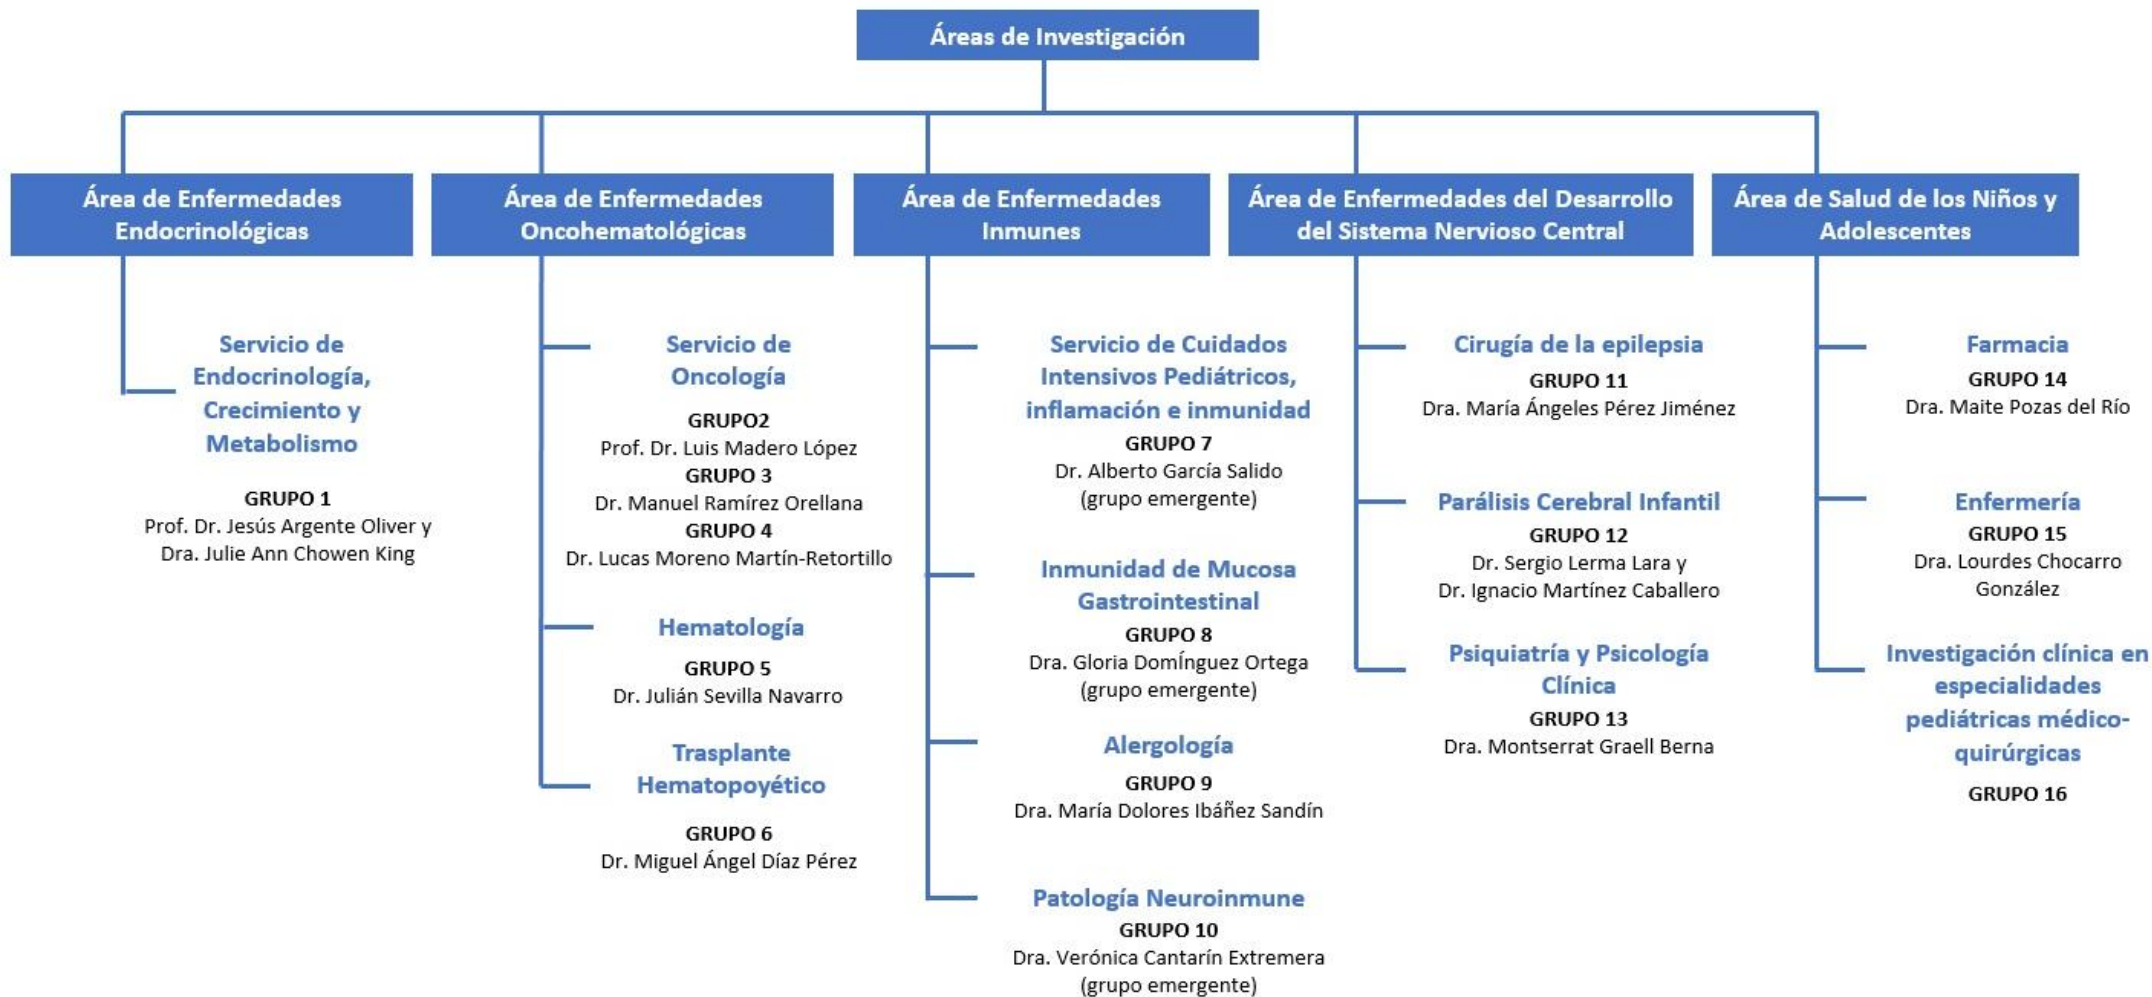 Áreas de Investigación
Área de Enfermedades
Endocrinológicas
Servicio de
Endocrinología,
Crecimiento y
Metabolismo
GRUPO 1
Prof. Dr. Jesús Argente Oliver y
Dra. Julie Ann Chowen King
Área de Enfermedades
Oncohematológicas
Servicio de
Oncología
GRUPO2
Prof. Dr. Luis Madero López
GRUPO 3
Dr. Manuel Ramírez Orellana
GRUPO 4
Dr. Lucas Moreno Martín-Retortillo
Hematología
GRUPO 5
Dr. Julián Sevilla Navarro
Trasplante
Hematopoyético
GRUPO 6
Dr. Miguel Ángel Díaz Pérez
Área de Enfermedades
Inmunes
Servicio de Cuidados
Intensivos Pediátricos,
inflamación e inmunidad
GRUPO 7
Dr. Alberto García Salido
(grupo emergente)
Inmunidad de Mucosa
Gastrointestinal
GRUPO 8
Dra. Gloria DomÍnguez Ortega
(grupo emergente)
Alergología
GRUPO 9
Dra. María Dolores Ibáñez Sandín
Patología Neuroinmune
GRUPO 10
Dra. Verónica Cantarín Extremera
(grupo emergente)
Área de Enfermedades del Desarrollo
del Sistema Nervioso Central
Cirugía de la epilepsia
GRUPO 11
Dra. María Ángeles Pérez Jiménez
Parálisis Cerebral Infantil
GRUPO 12
Dr. Sergio Lerma Lara y
Dr. Ignacio Martínez Caballero
Psiquiatría y Psicología
Clínica
GRUPO 13
Dra. Montserrat Graell Berna
Área de Salud de los Niños y
Adolescentes
Farmacia
GRUPO 14
Dra. Maite Pozas del Río
Enfermería
GRUPO 15
Dra. Lourdes Chocarro
González
Investigación clínica en
especialidades
pediátricas médico-
quirúrgicas
GRUPO 16